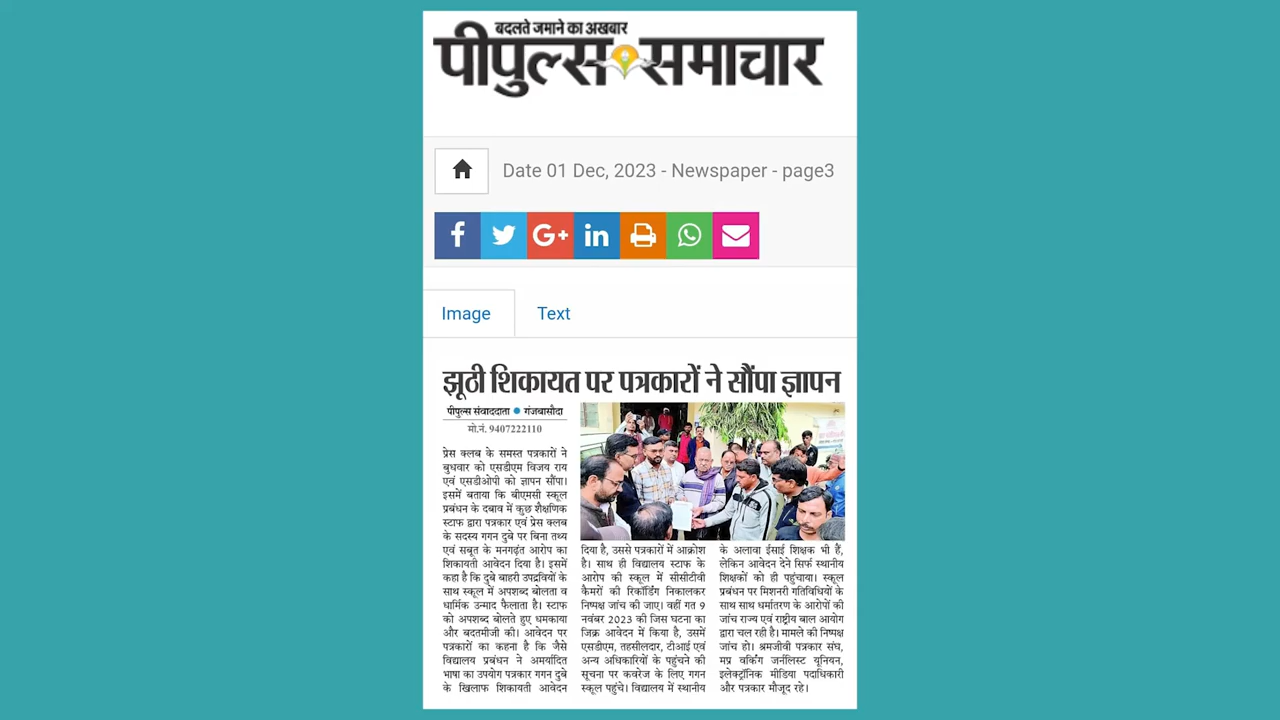 बदलते जमाने का अखबार
पीपुल्स समाचार
Date 01 Dec, 2023 - Newspaper - page3
Image
Text
झूठी शिकायत पर पत्रकारों ने सौंपा ज्ञापन
पीपुल्स संवाददाता ● गंजबासौदा
मो.नं. 9407222110
प्रेस क्लब के समस्त पत्रकारों ने
बुधवार को एसडीएम विजय राय
एवं एसडीओपी को ज्ञापन सौंपा।
इसमें बताया कि बीएमसी स्कूल
प्रबंधन के दबाव में कुछ शैक्षणिक
स्टाफ द्वारा पत्रकार एवं प्रेस क्लब
के सदस्य गगन दुबे पर बिना तथ्य
एवं सबूत के मनगढ़ंत आरोप का
शिकायती आवेदन दिया है। इसमें
कहा है कि दुबे बाहरी उपद्रवियों के
साथ स्कूल में अपशब्द बोलता व
धार्मिक उन्माद फैलाता है। स्टाफ
को अपशब्द बोलते हुए धमकाया
और बदतमीजी की। आवेदन पर
पत्रकारों का कहना है कि जैसे
विद्यालय प्रबंधन ने अमर्यादित
भाषा का उपयोग पत्रकार गगन दुबे
के खिलाफ शिकायती आवेदन
दिया है, उससे पत्रकारों में आक्रोश
है। साथ ही विद्यालय स्टाफ के
आरोप की स्कूल में सीसीटीवी
कैमरों की रिकॉर्डिंग निकालकर
निष्पक्ष जांच की जाए। वहीं गत 9
नवंबर 2023 की जिस घटना का
जिक्र आवेदन में किया है, उसमें
एसडीएम, तहसीलदार, टीआई एवं
अन्य अधिकारियों के पहुंचने की
सूचना पर कवरेज के लिए गगन
स्कूल पहुंचे। विद्यालय में स्थानीय
के अलावा ईसाई शिक्षक भी हैं,
लेकिन आवेदन देने सिर्फ स्थानीय
शिक्षकों को ही पहुंचाया। स्कूल
प्रबंधन पर मिशनरी गतिविधियों के
साथ साथ धर्मातरण के आरोपों की
जांच राज्य एवं राष्ट्रीय बाल आयोग
द्वारा चल रही है। मामले की निष्पक्ष
जांच हो। श्रमजीवी पत्रकार संघ,
मप्र वर्किंग जर्नलिस्ट यूनियन,
इलेक्ट्रॉनिक मीडिया पदाधिकारी
और पत्रकार मौजूद रहे।